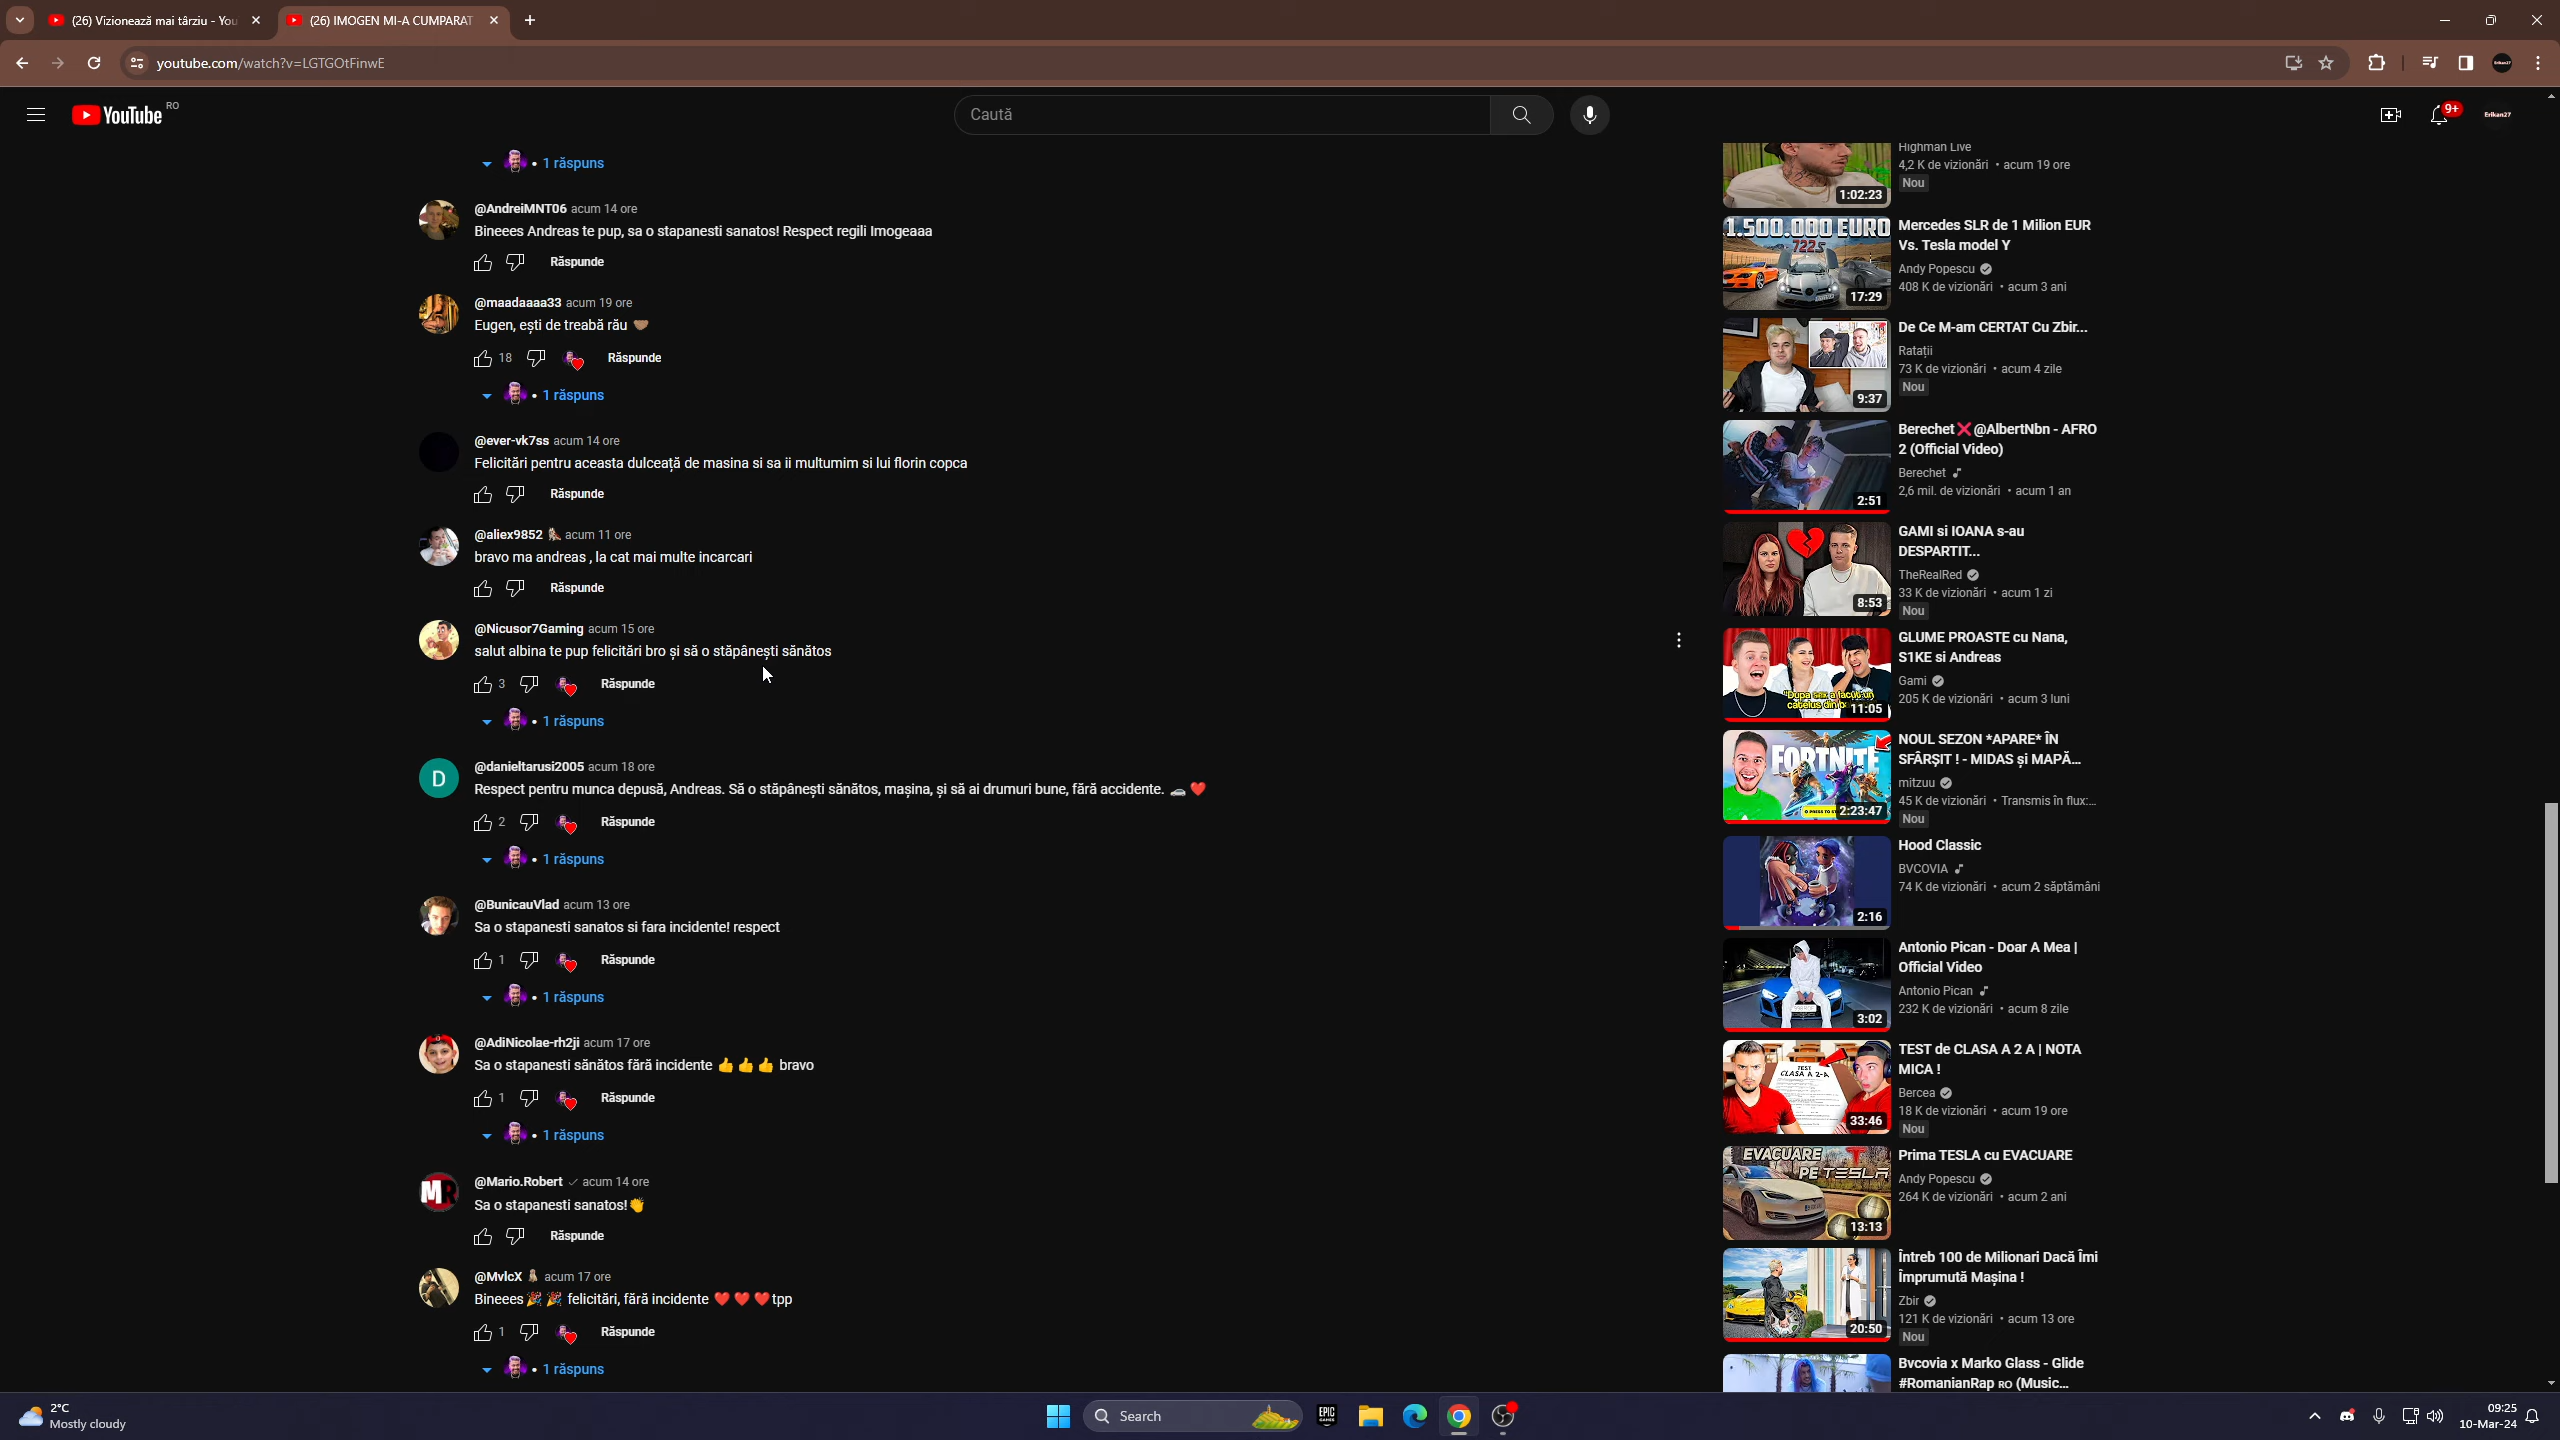 (26) Vizionează mai târziu - You
(26) IMOGEN MI-A CUMPARAT
youtube.com/watch?v=LGTGOtFinwE
YouTube RO
Caută
9+
Erikan27
1 răspuns
@AndreiMNT06 acum 14 ore
Bineees Andreas te pup, sa o stapanesti sanatos! Respect regili Imogeaaa
Răspunde
@maadaaaa33 acum 19 ore
Eugen, ești de treabă rău 🤝🏽
18 Răspunde
• 1 răspuns
@ever-vk7ss acum 14 ore
Felicitări pentru aceasta dulceață de masina si sa ii multumim si lui florin copca
Răspunde
@aliex9852 acum 11 ore
bravo ma andreas , la cat mai multe incarcari
Răspunde
@Nicusor7Gaming acum 15 ore
salut albina te pup felicitări bro și să o stăpânești sănătos
3 Răspunde
• 1 răspuns
D
@danieltarusi2005 acum 18 ore
Respect pentru munca depusă, Andreas. Să o stăpânești sănătos, mașina, și să ai drumuri bune, fără accidente. 🚗❤️
2 Răspunde
• 1 răspuns
@BunicauVlad acum 13 ore
Sa o stapanesti sanatos si fara incidente! respect
1 Răspunde
• 1 răspuns
@AdiNicolae-rh2ji acum 17 ore
Sa o stapanesti sănătos fără incidente 👍👍👍 bravo
1 Răspunde
• 1 răspuns
MR
@Mario.Robert acum 14 ore
Sa o stapanesti sanatos!👏
Răspunde
@MvlcX acum 17 ore
Bineees🎉🎉 felicitări, fără incidente ❤️❤️❤️tpp
1 Răspunde
• 1 răspuns
Highman Live
4,2 K de vizionări • acum 19 ore
Nou
1:02:23
1.500.000 EURO
722s
17:29
Mercedes SLR de 1 Milion EUR
Vs. Tesla model Y
Andy Popescu
408 K de vizionări • acum 3 ani
9:37
De Ce M-am CERTAT Cu Zbir...
Ratații
73 K de vizionări • acum 4 zile
Nou
2:51
Berechet❌@AlbertNbn - AFRO
2 (Official Video)
Berechet
2,6 mil. de vizionări • acum 1 an
8:53
GAMI si IOANA s-au
DESPARTIT...
TheRealRed
33 K de vizionări • acum 1 zi
Nou
11:05
GLUME PROASTE cu Nana,
S1KE si Andreas
Gami
205 K de vizionări • acum 3 luni
FORTNITE
2:23:47
NOUL SEZON *APARE* ÎN
SFÂRȘIT ! - MIDAS și MAPĂ...
mitzuu
45 K de vizionări • Transmis în flux:...
Nou
2:16
Hood Classic
BVCOVIA
74 K de vizionări • acum 2 săptămâni
3:02
Antonio Pican - Doar A Mea |
Official Video
Antonio Pican
232 K de vizionări • acum 8 zile
TEST
CLASA A 2-A
33:46
TEST de CLASA A 2 A | NOTA
MICA !
Bercea
18 K de vizionări • acum 19 ore
Nou
EVACUARE
PE TESLA
13:13
Prima TESLA cu EVACUARE
Andy Popescu
264 K de vizionări • acum 2 ani
20:50
Întreb 100 de Milionari Dacă Îmi
Împrumută Mașina !
Zbir
121 K de vizionări • acum 13 ore
Nou
Bvcovia x Marko Glass - Glide
#RomanianRap RO (Music...
2°C
Mostly cloudy
Search
EPIC
GAMES
09:25
10-Mar-24